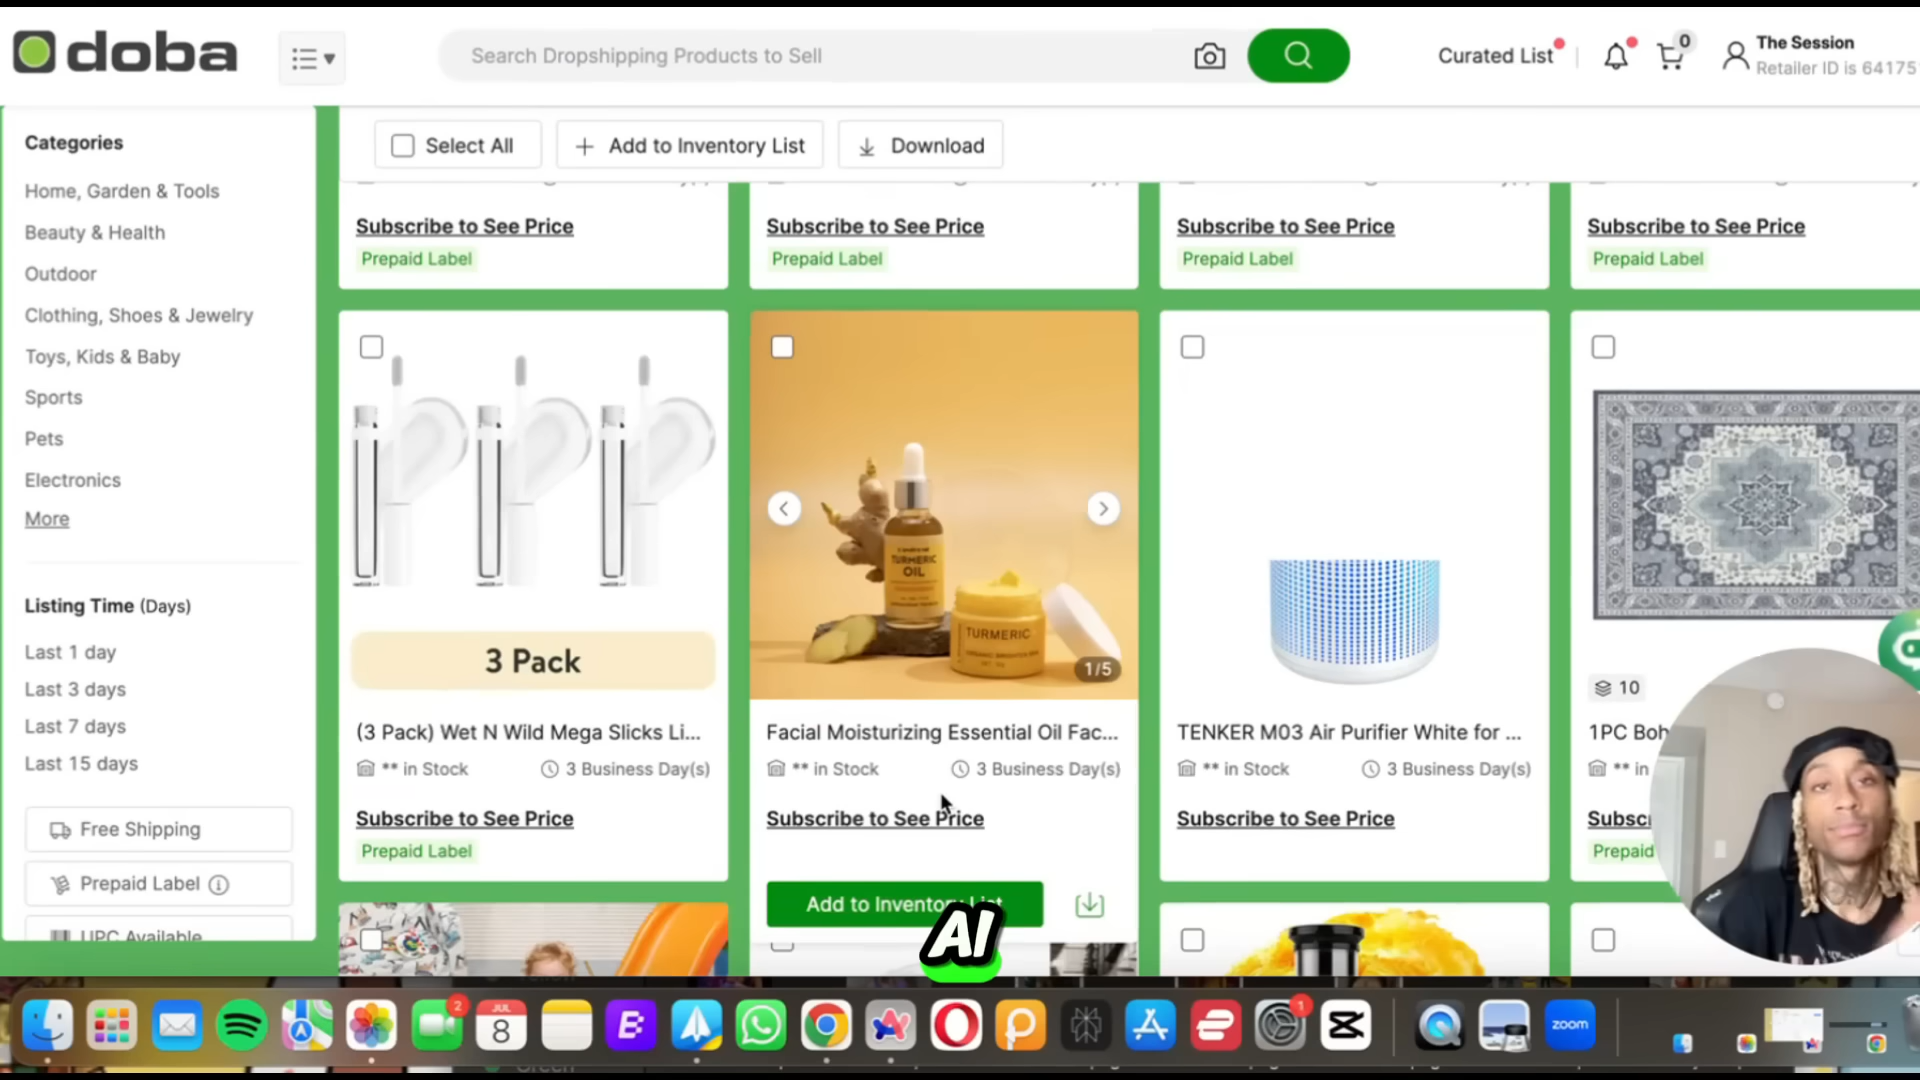 doba
Search Dropshipping Products to Sell
Curated List
0
The Session
Retailer ID is 64175
Categories
Home, Garden & Tools
Beauty & Health
Outdoor
Clothing, Shoes & Jewelry
Toys, Kids & Baby
Sports
Pets
Electronics
More
Listing Time (Days)
Last 1 day
Last 3 days
Last 7 days
Last 15 days
Free Shipping
Prepaid Label
UPC Available
Select All
Add to Inventory List
Download
Subscribe to See Price
Prepaid Label
Subscribe to See Price
Prepaid Label
Subscribe to See Price
Prepaid Label
Subscribe to See Price
Prepaid Label
3 Pack
(3 Pack) Wet N Wild Mega Slicks Li...
** in Stock
3 Business Day(s)
Subscribe to See Price
Prepaid Label
TURMERIC
OIL
TURMERIC
1/5
Facial Moisturizing Essential Oil Fac...
** in Stock
3 Business Day(s)
Subscribe to See Price
Add to Inventory List
TENKER M03 Air Purifier White for ...
** in Stock
3 Business Day(s)
Subscribe to See Price
10
1PC Boh
** in
Subsc
Prepaid
AI
2
JUL
8
1
zoom